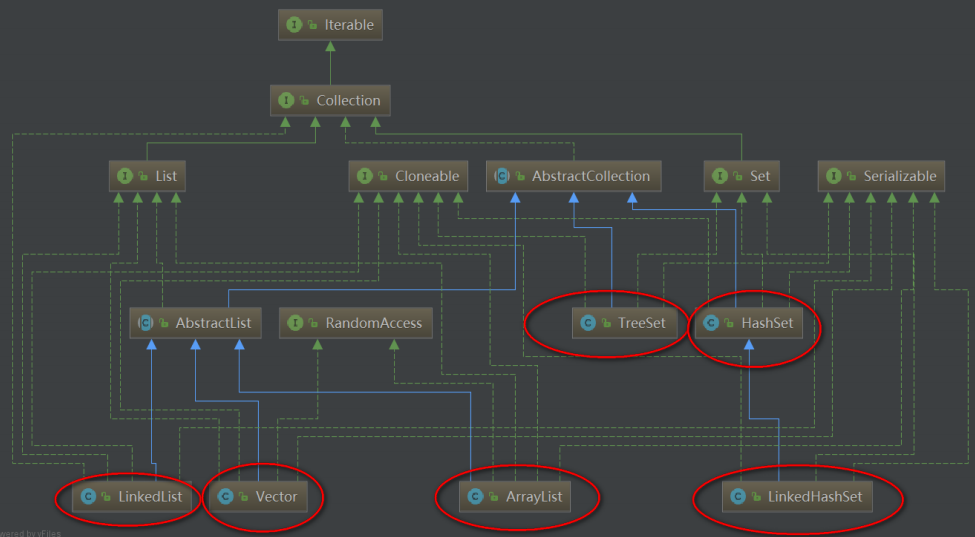 I Iterable
I Collection
I List
I Cloneable
C AbstractCollection
I Set
I Serializable
C AbstractList
I RandomAccess
C TreeSet
C HashSet
C LinkedList
C Vector
C ArrayList
C LinkedHashSet
wered by yFiles